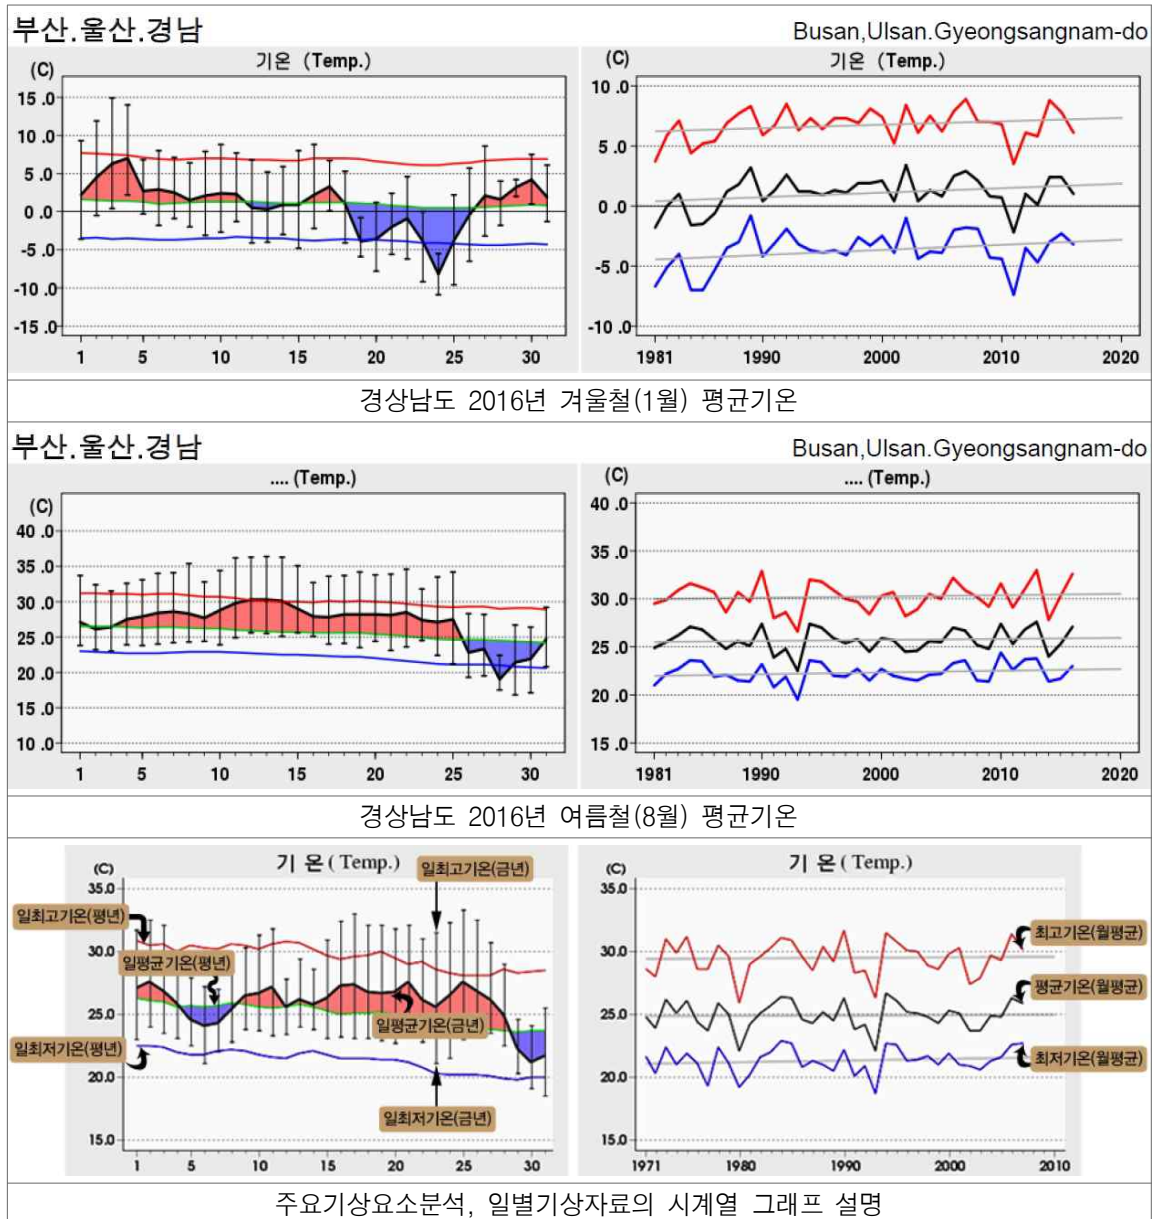 부산.울산.경남
Busan,Ulsan.Gyeongsangnam-do
기온 (Temp.)
(C)
15 .0
10 .0
5 .0
0 .0
-5 .0
-10 .0
-15 .0
1 5 10 15 20 25 30
기온 (Temp.)
(C)
10 .0
5 .0
0 .0
-5 .0
-10 .0
1981 1990 2000 2010 2020
경상남도 2016년 겨울철(1월) 평균기온
부산.울산.경남
Busan,Ulsan.Gyeongsangnam-do
.... (Temp.)
(C)
40 .0
35 .0
30 .0
25 .0
20 .0
15 .0
10 .0
1 5 10 15 20 25 30
.... (Temp.)
(C)
40 .0
35 .0
30 .0
25 .0
20 .0
15 .0
1981 1990 2000 2010 2020
경상남도 2016년 여름철(8월) 평균기온
기 온 ( Temp.)
(C)
35.0
30.0
25.0
20.0
15.0
1 5 10 15 20 25 30
일최고기온(금년)
일최고기온(평년)
일평균기온(평년)
일평균기온(금년)
일최저기온(평년)
일최저기온(금년)
기 온 ( Temp.)
(C)
35.0
30.0
25.0
20.0
15.0
1971 1980 1990 2000 2010
최고기온(월평균)
평균기온(월평균)
최저기온(월평균)
주요기상요소분석, 일별기상자료의 시계열 그래프 설명